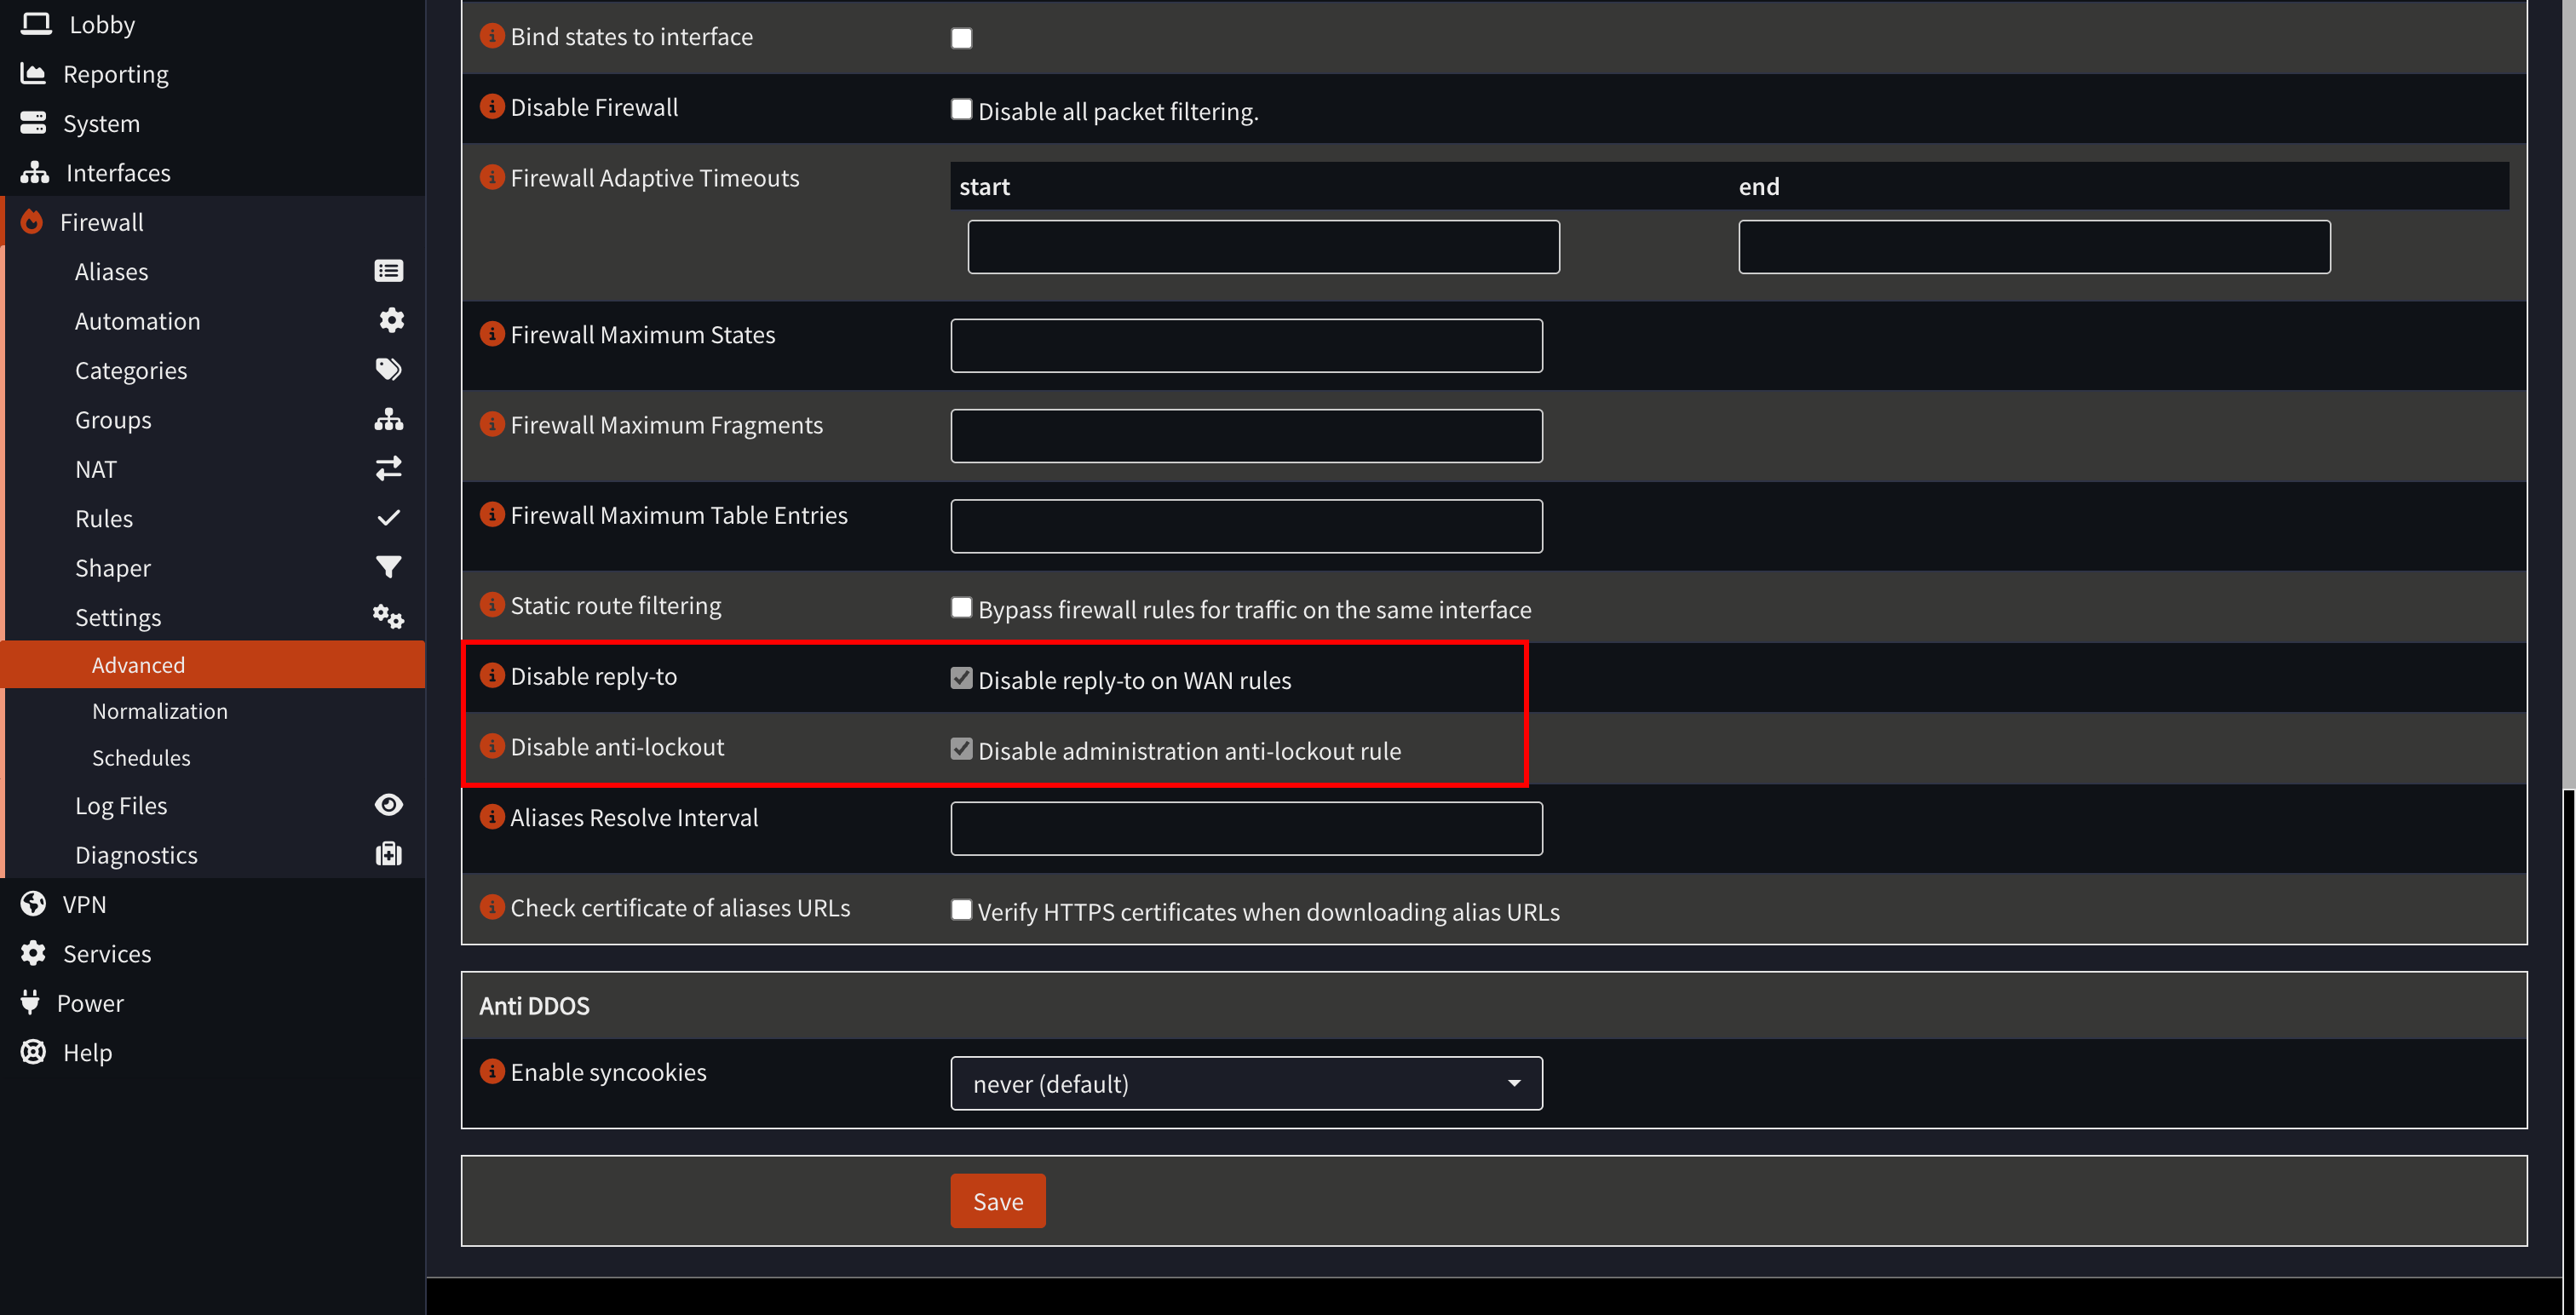 Lobby
Reporting
System
Interfaces
Firewall
Aliases
Automation
Categories
Groups
NAT
Rules
Shaper
Settings
Advanced
Normalization
Schedules
Log Files
Diagnostics
VPN
Services
Power
Help
Bind states to interface
Disable Firewall
Disable all packet filtering.
Firewall Adaptive Timeouts
start end
Firewall Maximum States
Firewall Maximum Fragments
Firewall Maximum Table Entries
Static route filtering
Bypass firewall rules for traffic on the same interface
Disable reply-to
Disable reply-to on WAN rules
Disable anti-lockout
Disable administration anti-lockout rule
Aliases Resolve Interval
Check certificate of aliases URLs
Verify HTTPS certificates when downloading alias URLs
Anti DDOS
Enable syncookies
never (default)
Save